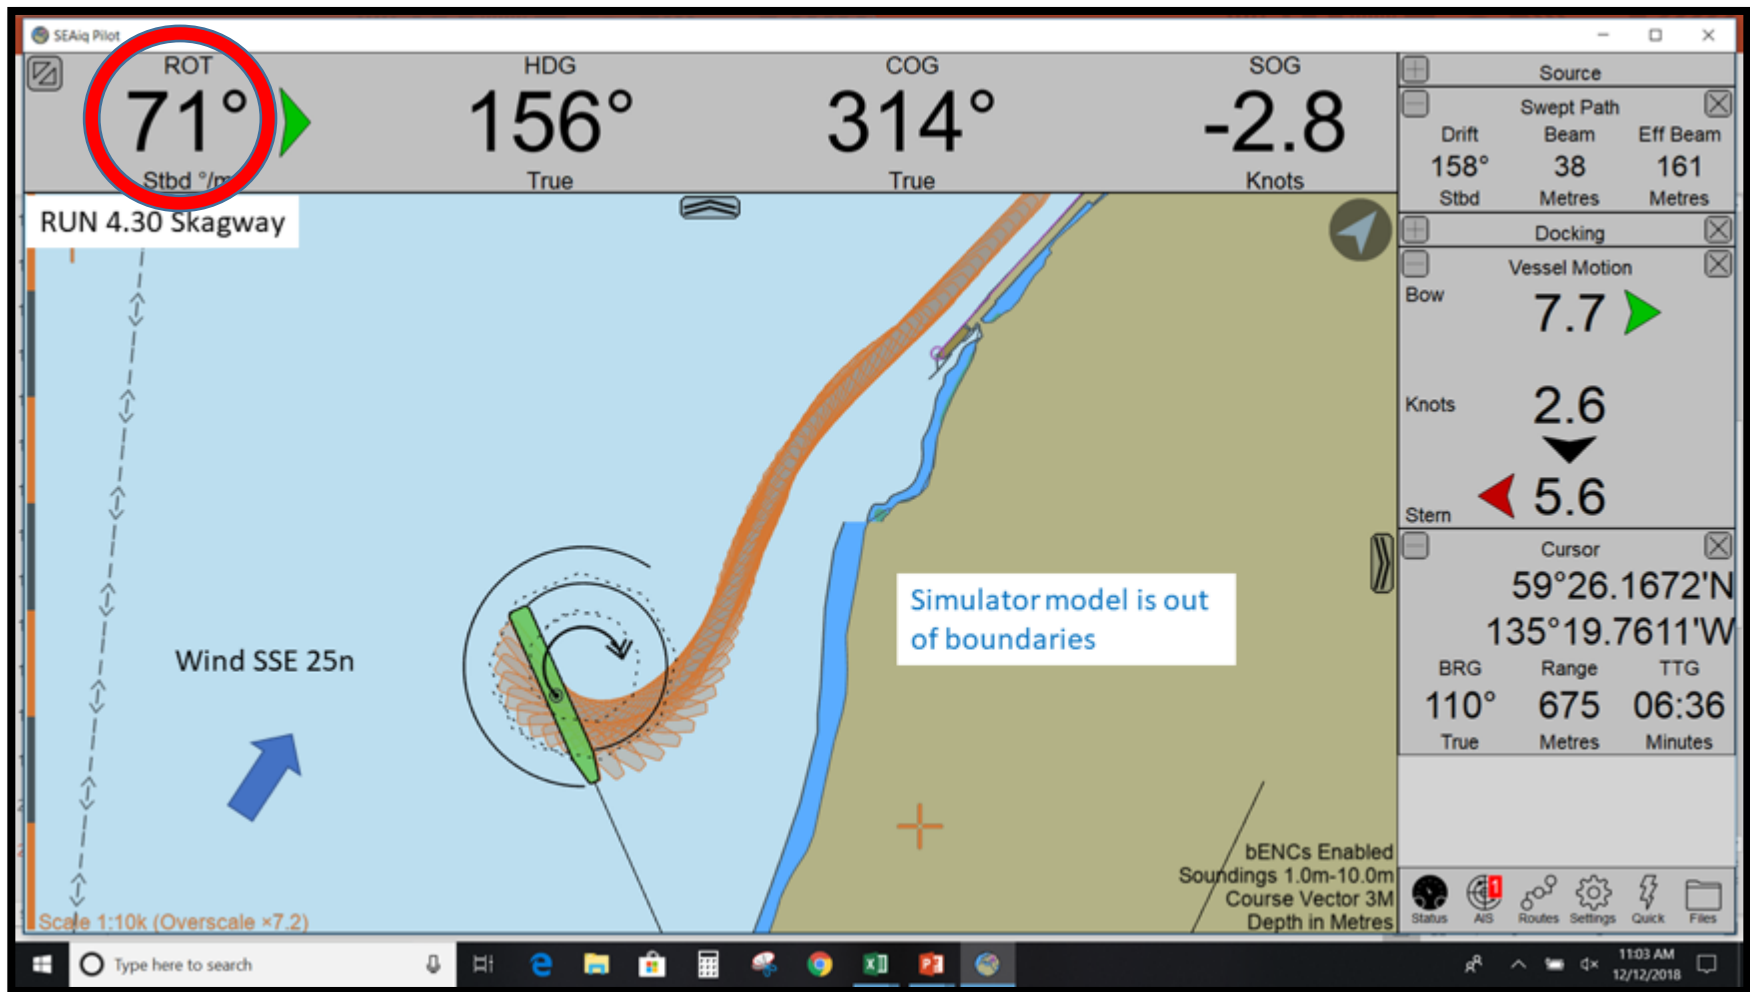 SEAiq Pilot
ROT
71°
Stbd °/m
HDG
156°
True
COG
314°
True
SOG
-2.8
Knots
RUN 4.30 Skagway
Wind SSE 25n
Simulator model is out
of boundaries
bENCs Enabled
Soundings 1.0m-10.0m
Course Vector 3M
Depth in Metres
Scale 1:10k (Overscale ×7.2)
Source
Swept Path
Drift Beam Eff Beam
158° 38 161
Stbd Metres Metres
Docking
Vessel Motion
Bow
7.7
Knots 2.6
5.6
Stern
Cursor
59°26.1672'N
135°19.7611'W
BRG Range TTG
110° 675 06:36
True Metres Minutes
1
Status AIS Routes Settings Quick Files
Type here to search
11:03 AM
12/12/2018